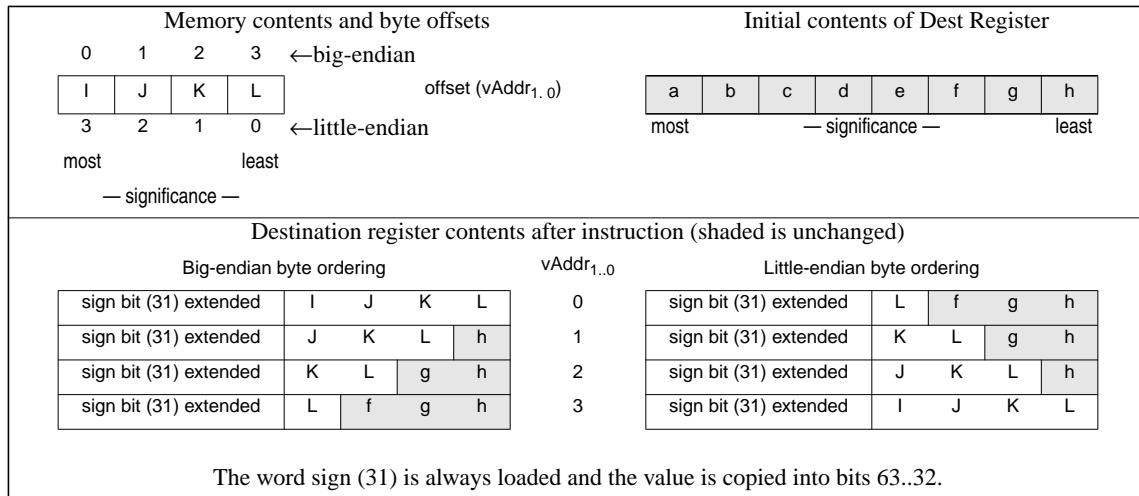 Memory contents and byte offsets
Initial contents of Dest Register
0 1 2 3 ←big-endian
I J K L offset (vAddr1. 0) a b c d e f g h
3 2 1 0 ←little-endian
most — significance — least
most least
— significance —
Destination register contents after instruction (shaded is unchanged)
Big-endian byte ordering vAddr1..0 Little-endian byte ordering
sign bit (31) extended I J K L 0 sign bit (31) extended L f g h
sign bit (31) extended J K L h 1 sign bit (31) extended K L g h
sign bit (31) extended K L g h 2 sign bit (31) extended J K L h
sign bit (31) extended L f g h 3 sign bit (31) extended I J K L
The word sign (31) is always loaded and the value is copied into bits 63..32.